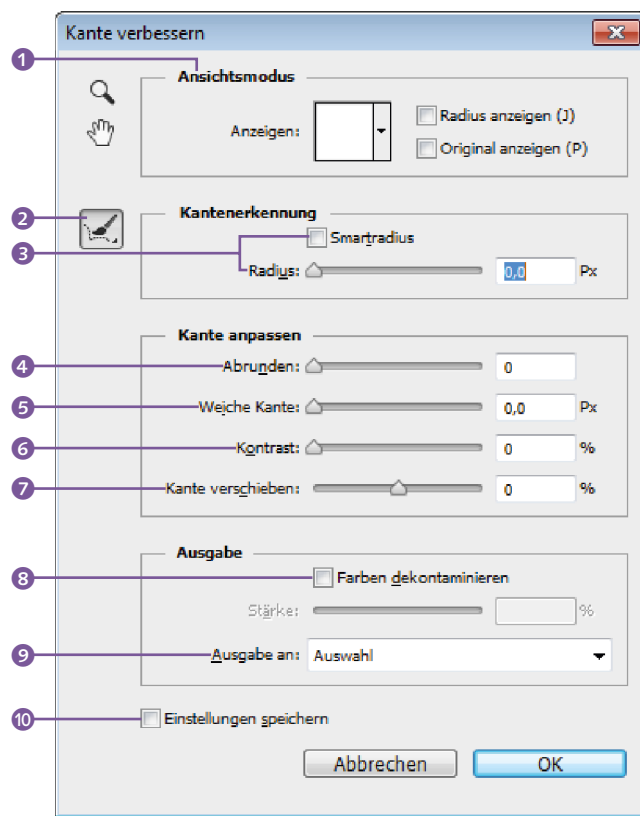 Kante verbessern
1
Ansichtsmodus
Anzeigen:
Radius anzeigen (J)
Original anzeigen (P)
2
Kantenerkennung
3
Smartradius
Radius: 0,0 Px
Kante anpassen
4 Abrunden: 0
5 Weiche Kante: 0,0 Px
6 Kontrast: 0 %
7 Kante verschieben: 0 %
Ausgabe
8 Farben dekontaminieren
Stärke: %
9 Ausgabe an: Auswahl
10 Einstellungen speichern
Abbrechen OK